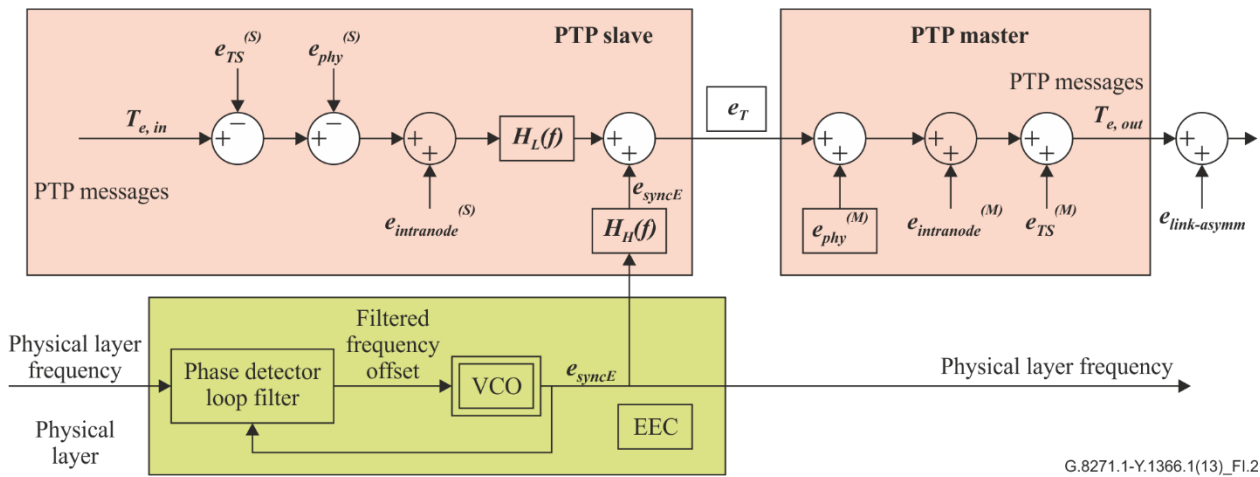 PTP slave
PTP master
e_TS^(S)
e_phy^(S)
PTP messages
T_e, in
− −
+ + + + + + + +
+ + + + + +
H_L(f)
e_T
T_e, out
PTP messages
e_syncE
e_intranode^(S)
H_H(f)
e_phy^(M)
e_intranode^(M)
e_TS^(M)
e_link-asymm
Physical layer
frequency
Filtered
frequency
offset
Phase detector
loop filter
VCO
e_syncE
Physical layer frequency
Physical
layer
EEC
G.8271.1-Y.1366.1(13)_FI.2